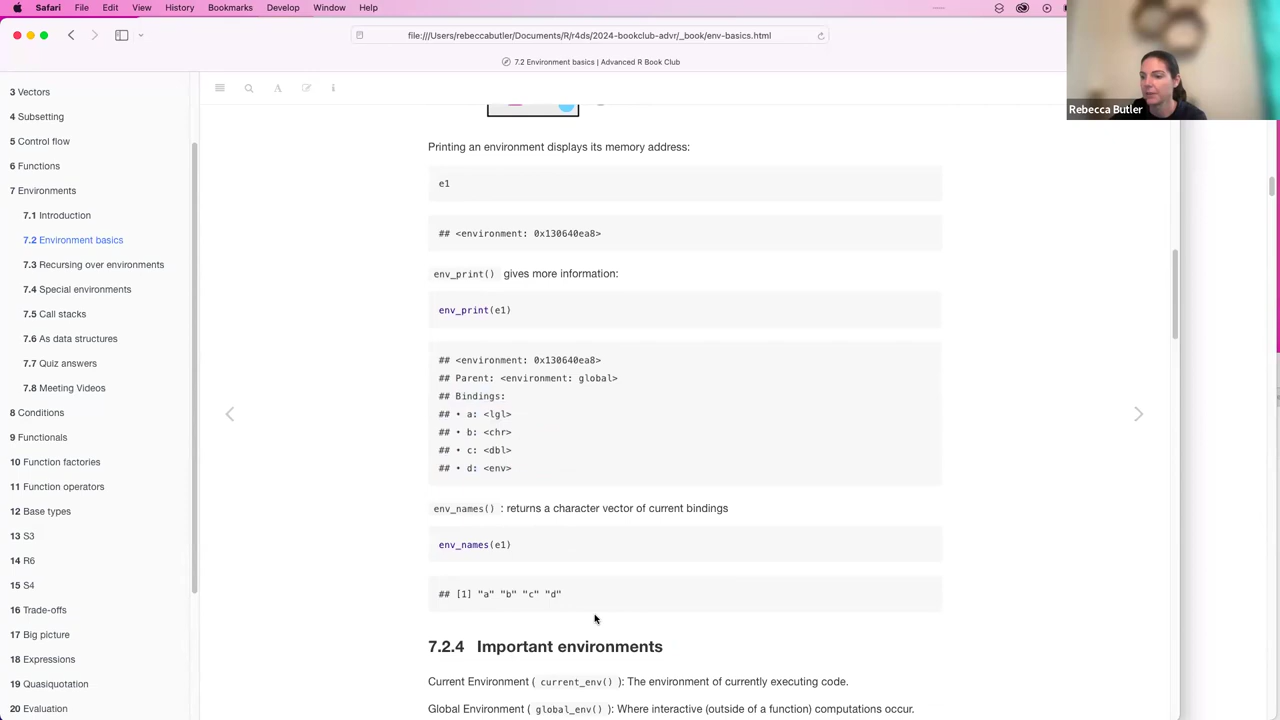 Safari File Edit View History Bookmarks Develop Window Help
file:///Users/rebeccabutler/Documents/R/r4ds/2024-bookclub-advr/_book/env-basics.html
7.2 Environment basics | Advanced R Book Club
Rebecca Butler
3 Vectors
4 Subsetting
5 Control flow
6 Functions
7 Environments
7.1 Introduction
7.2 Environment basics
7.3 Recursing over environments
7.4 Special environments
7.5 Call stacks
7.6 As data structures
7.7 Quiz answers
7.8 Meeting Videos
8 Conditions
9 Functionals
10 Function factories
11 Function operators
12 Base types
13 S3
14 R6
15 S4
16 Trade-offs
17 Big picture
18 Expressions
19 Quasiquotation
20 Evaluation
Printing an environment displays its memory address:
e1
## <environment: 0x130640ea8>
env_print() gives more information:
env_print(e1)
## <environment: 0x130640ea8>
## Parent: <environment: global>
## Bindings:
## • a: <lgl>
## • b: <chr>
## • c: <dbl>
## • d: <env>
env_names() : returns a character vector of current bindings
env_names(e1)
## [1] "a" "b" "c" "d"
7.2.4 Important environments
Current Environment ( current_env() ): The environment of currently executing code.
Global Environment ( global_env() ): Where interactive (outside of a function) computations occur.